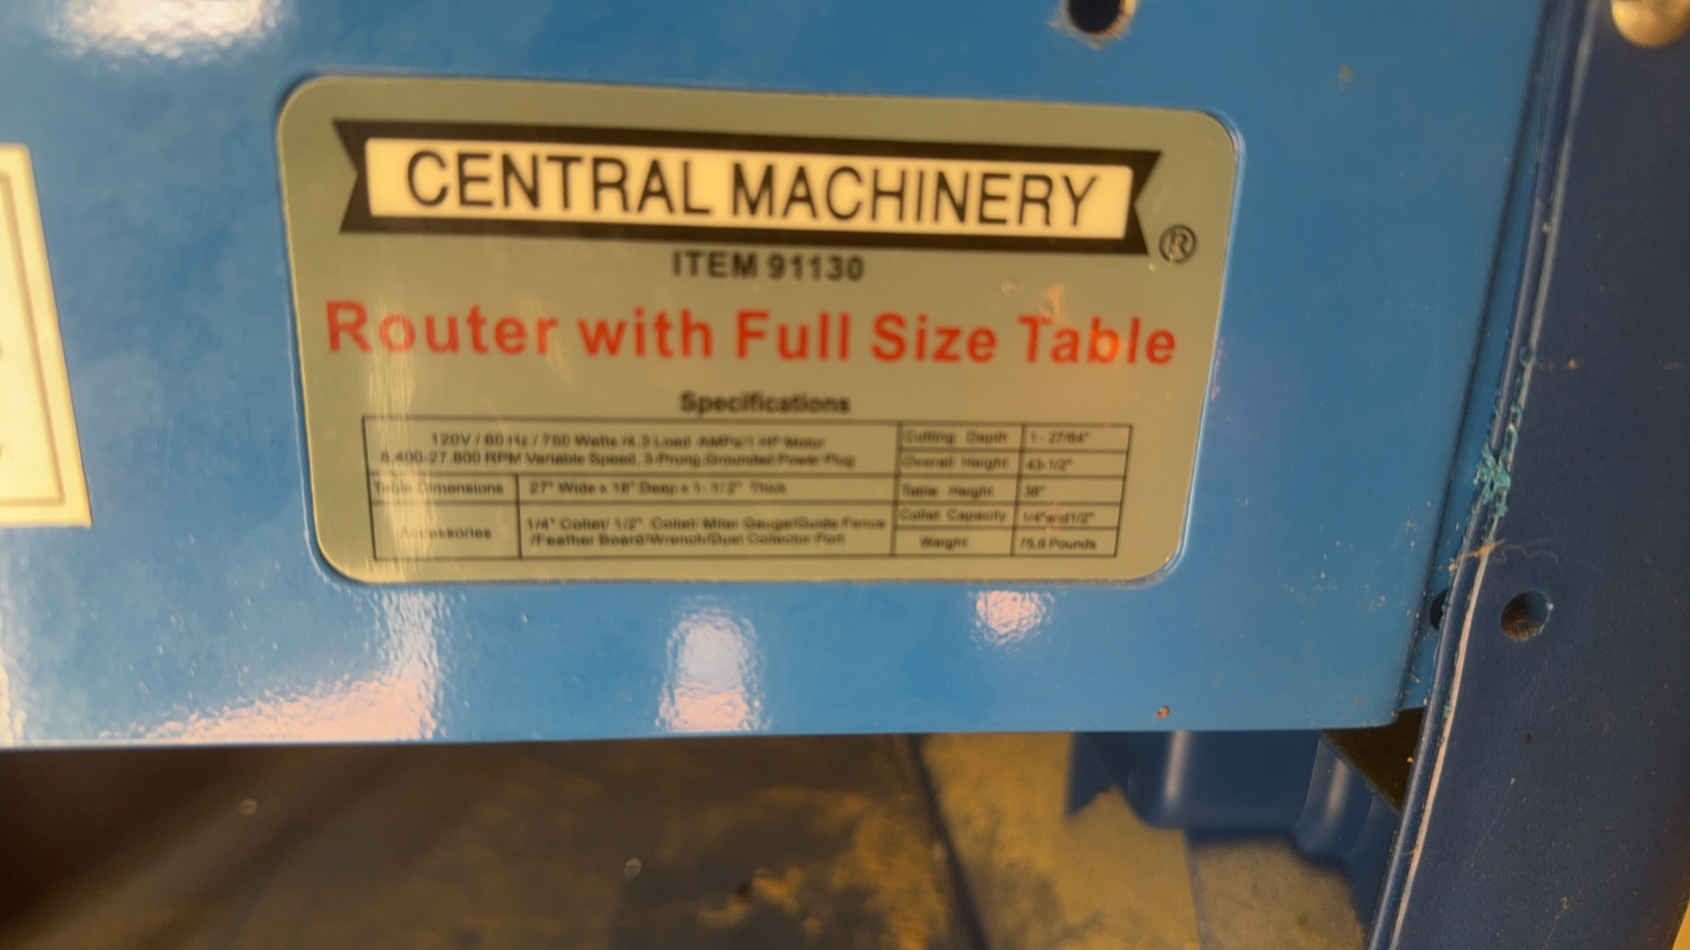 CENTRAL MACHINERY
®
ITEM 91130
Router with Full Size Table
Specifications
120V / 60 Hz / 750 Watts /4.3 Load AMPs/1 HP Motor
8,400-27,800 RPM Variable Speed, 3-Prong Grounded Power Plug
Table Dimensions 27" Wide x 18" Deep x 1- 1/2" Thick
Accessories
1/4" Collet/ 1/2" Collet/ Miter Gauge/Guide Fence
/Feather Board/Wrench/Dust Collector Port
Cutting Depth 1 - 27/64"
Overall Height 43-1/2"
Table Height 38"
Collet Capacity 1/4"and1/2"
Weight Pounds